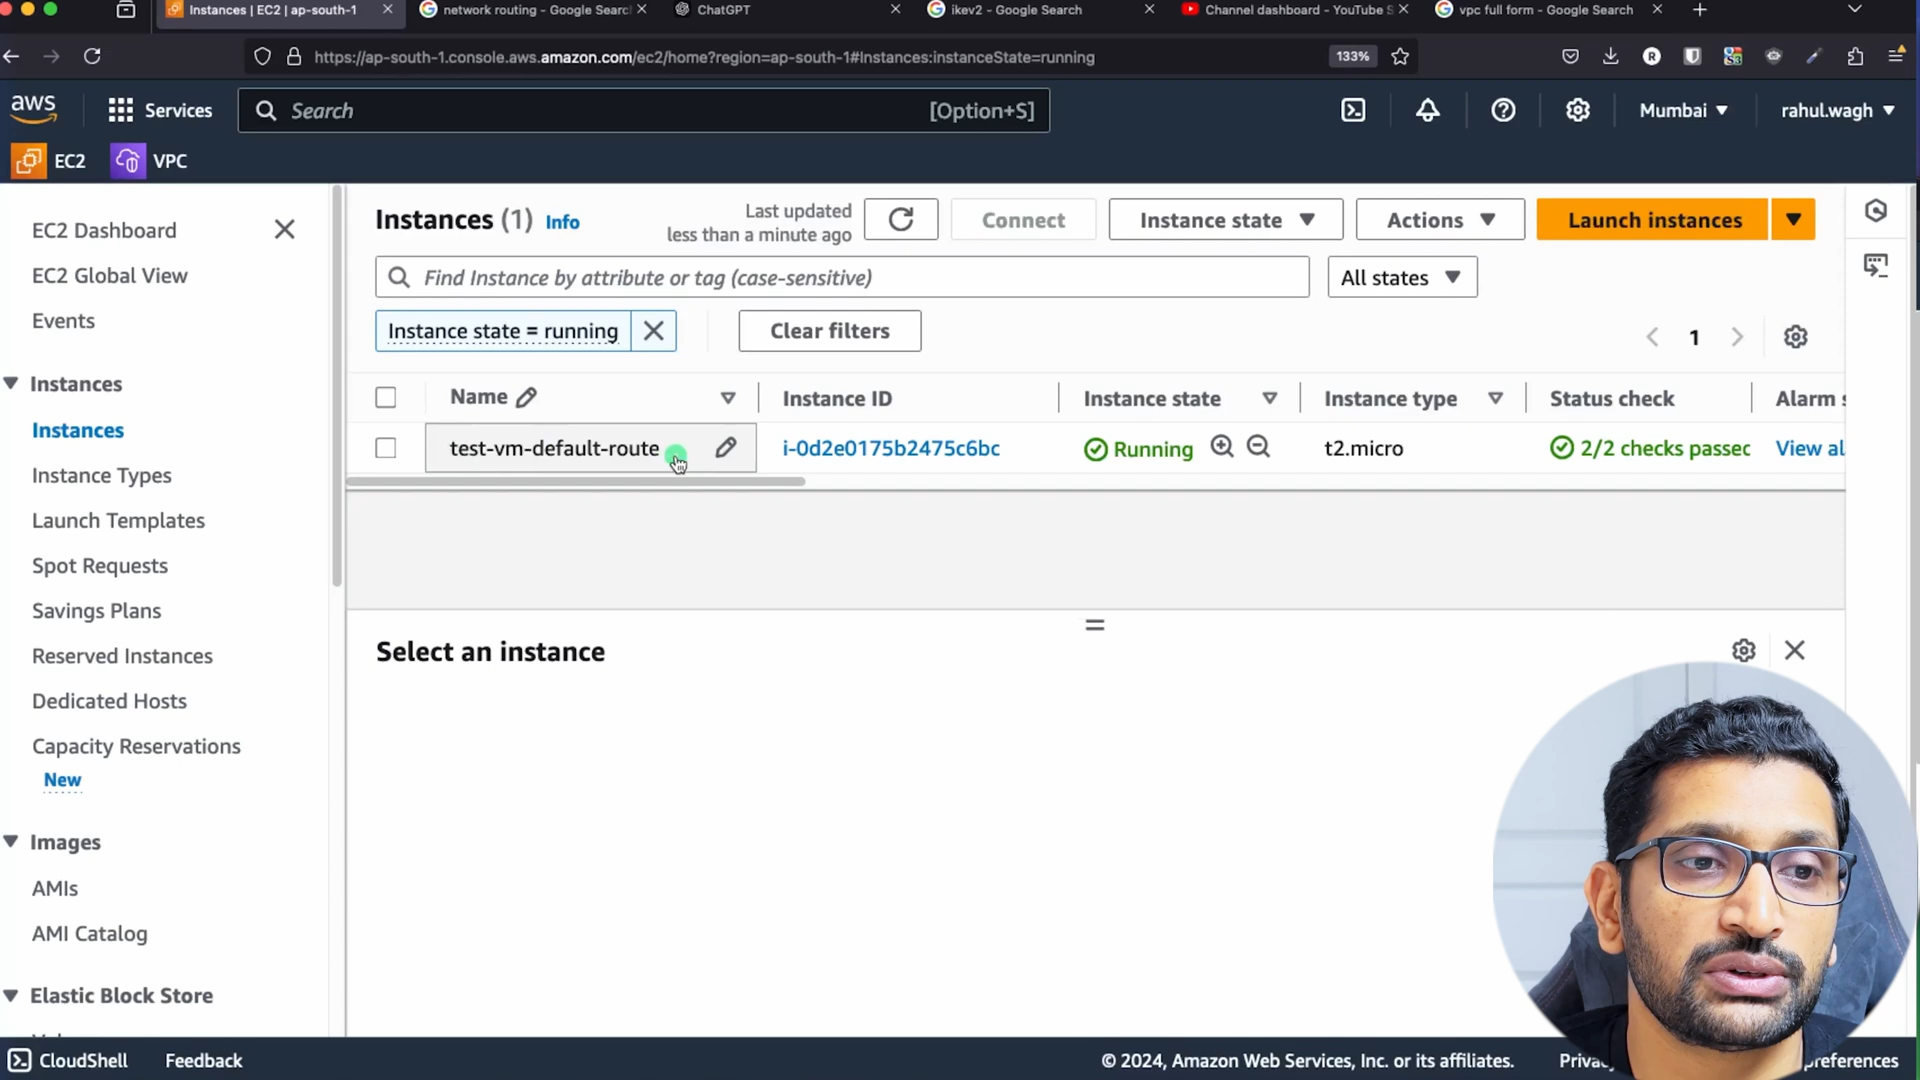 Instances | EC2 | ap-south-1
network routing - Google Searc
ChatGPT
ikev2 - Google Search
Channel dashboard - YouTube S
vpc full form - Google Search
https://ap-south-1.console.aws.amazon.com/ec2/home?region=ap-south-1#Instances:instanceState=running
133%
aws
Services
Search
[Option+S]
Mumbai
rahul.wagh
EC2
VPC
EC2 Dashboard
EC2 Global View
Events
Instances
Instances
Instance Types
Launch Templates
Spot Requests
Savings Plans
Reserved Instances
Dedicated Hosts
Capacity Reservations
New
Images
AMIs
AMI Catalog
Elastic Block Store
Instances (1) Info
Last updated
less than a minute ago
Connect
Instance state
Actions
Launch instances
Find Instance by attribute or tag (case-sensitive)
All states
Instance state = running
Clear filters
1
Name
Instance ID
Instance state
Instance type
Status check
Alarm s
test-vm-default-route
i-0d2e0175b2475c6bc
Running
t2.micro
2/2 checks passec
View al
Select an instance
CloudShell
Feedback
© 2024, Amazon Web Services, Inc. or its affiliates.
Privac
preferences